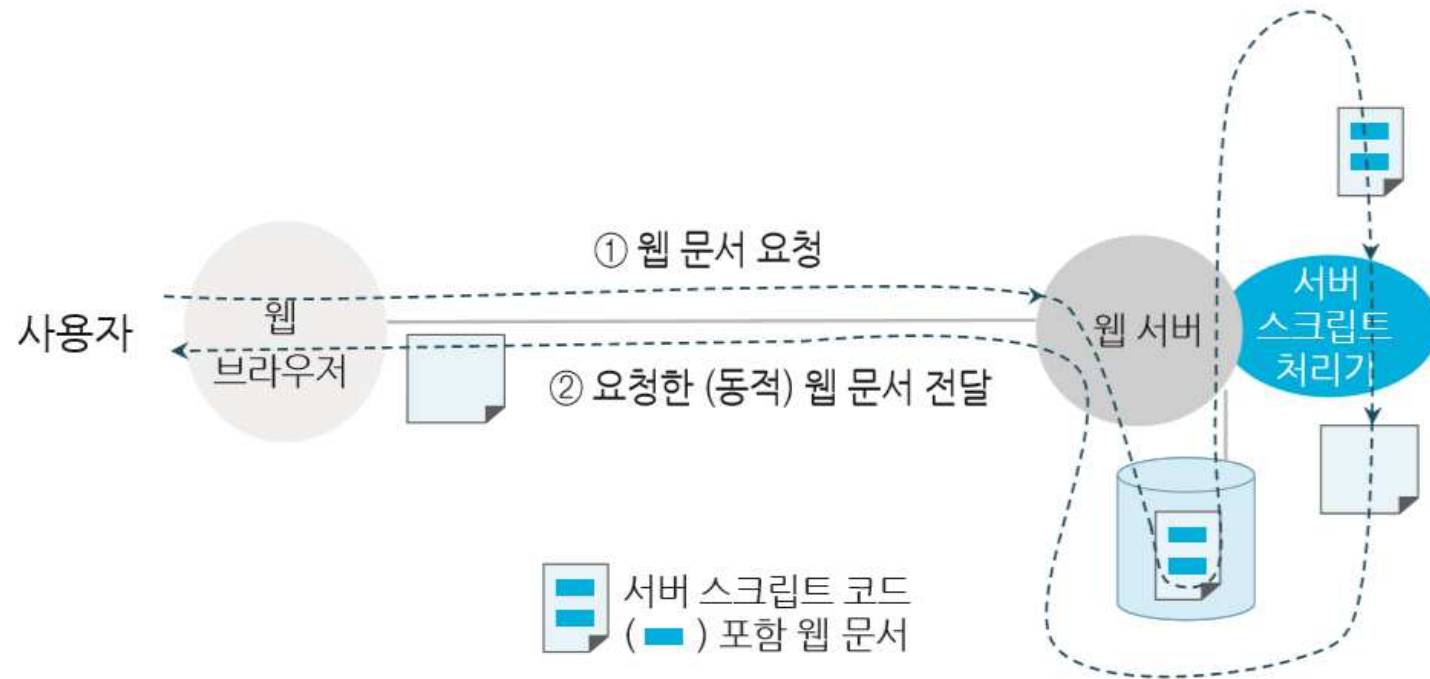 ① 웹 문서 요청
사용자
웹
브라우저
② 요청한 (동적) 웹 문서 전달
웹 서버
서버
스크립트
처리기
서버 스크립트 코드
( ) 포함 웹 문서